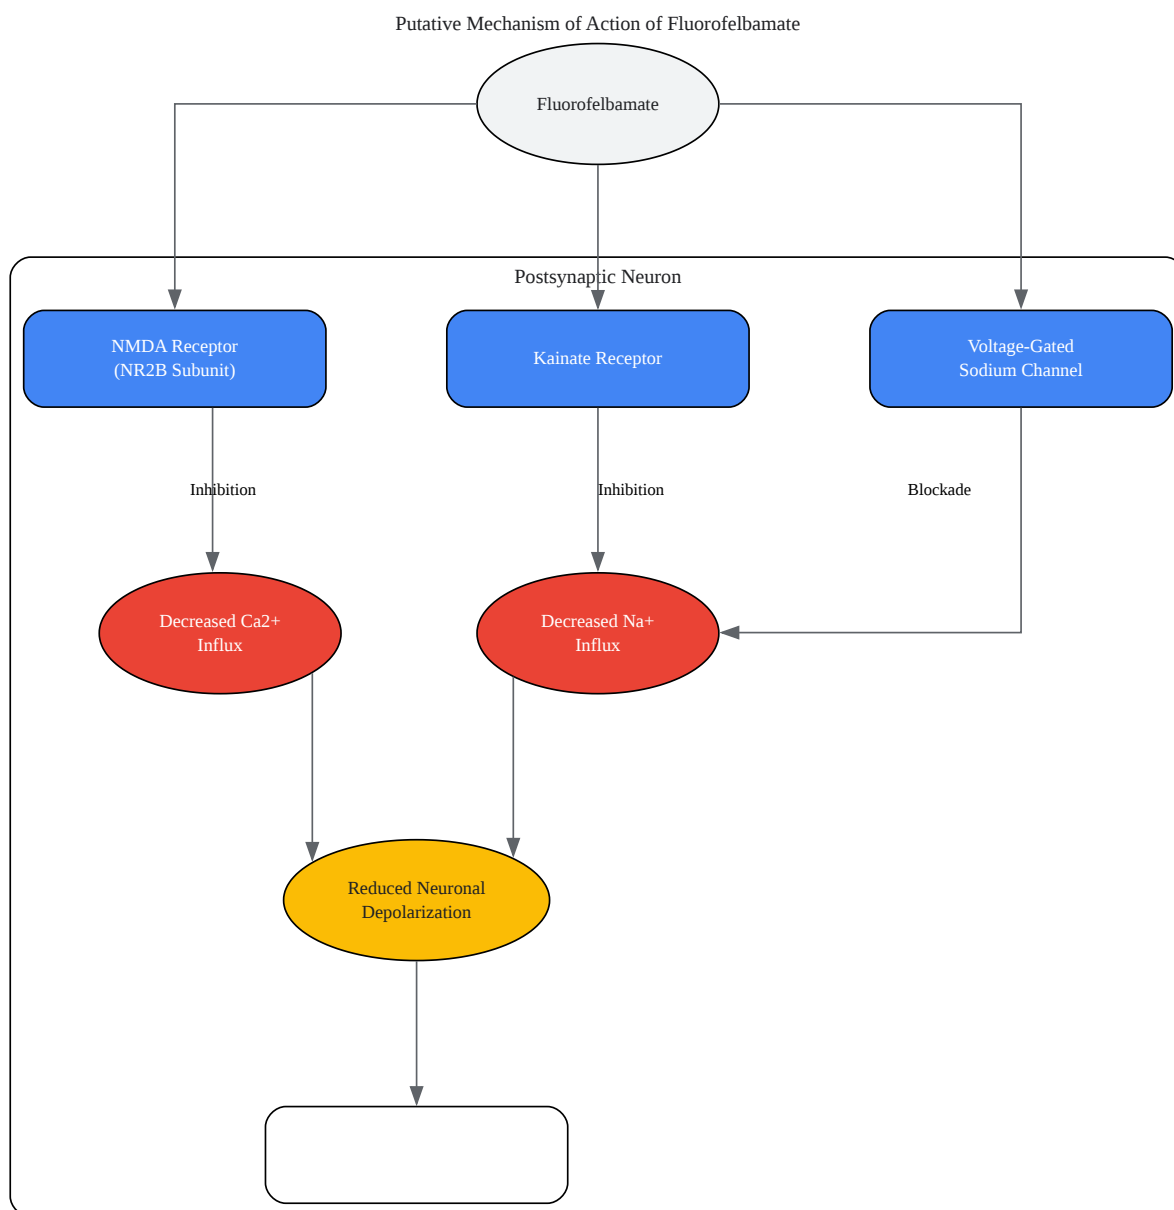 Putative Mechanism of Action of Fluorofelbamate
Fluorofelbamate
Postsynaptic Neuron
NMDA Receptor
(NR2B Subunit)
Kainate Receptor
Voltage-Gated
Sodium Channel
Inhibition
Inhibition
Blockade
Decreased Ca2+
Influx
Decreased Na+
Influx
Reduced Neuronal
Depolarization